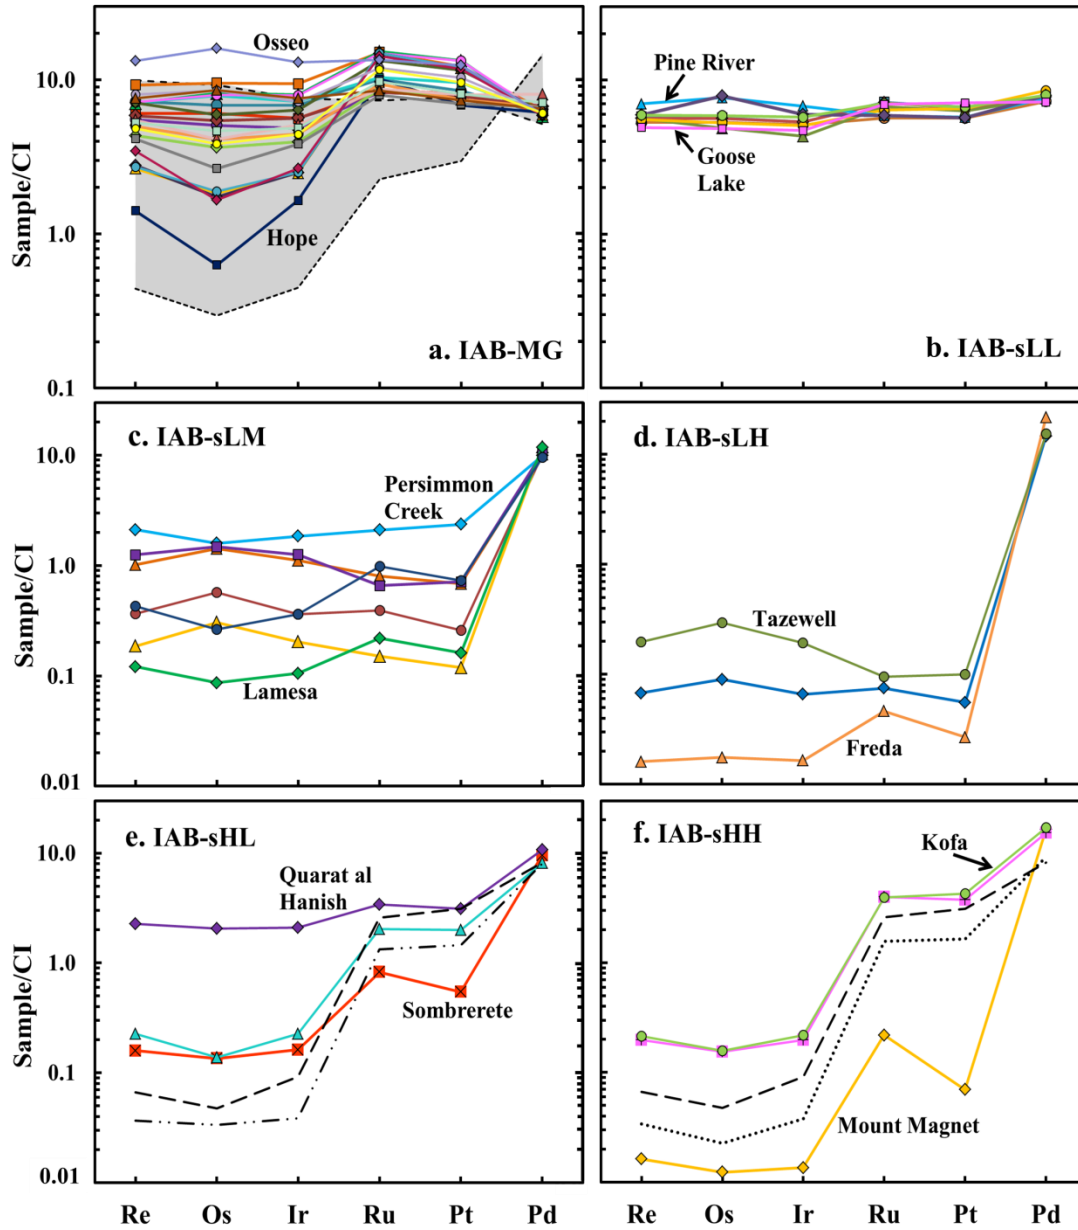 Osseo
10.0
Sample/CI
1.0
Hope
0.1
a. IAB-MG
Pine River
Goose
Lake
b. IAB-sLL
c. IAB-sLM
10.0
Persimmon
Creek
Sample/CI
1.0
0.1
Lamesa
0.01
d. IAB-sLH
Tazewell
Freda
e. IAB-sHL
10.0
Quarat al
Hanish
Sample/CI
1.0
Sombrerete
0.1
0.01
Re Os Ir Ru Pt Pd
f. IAB-sHH
Kofa
Mount Magnet
Re Os Ir Ru Pt Pd